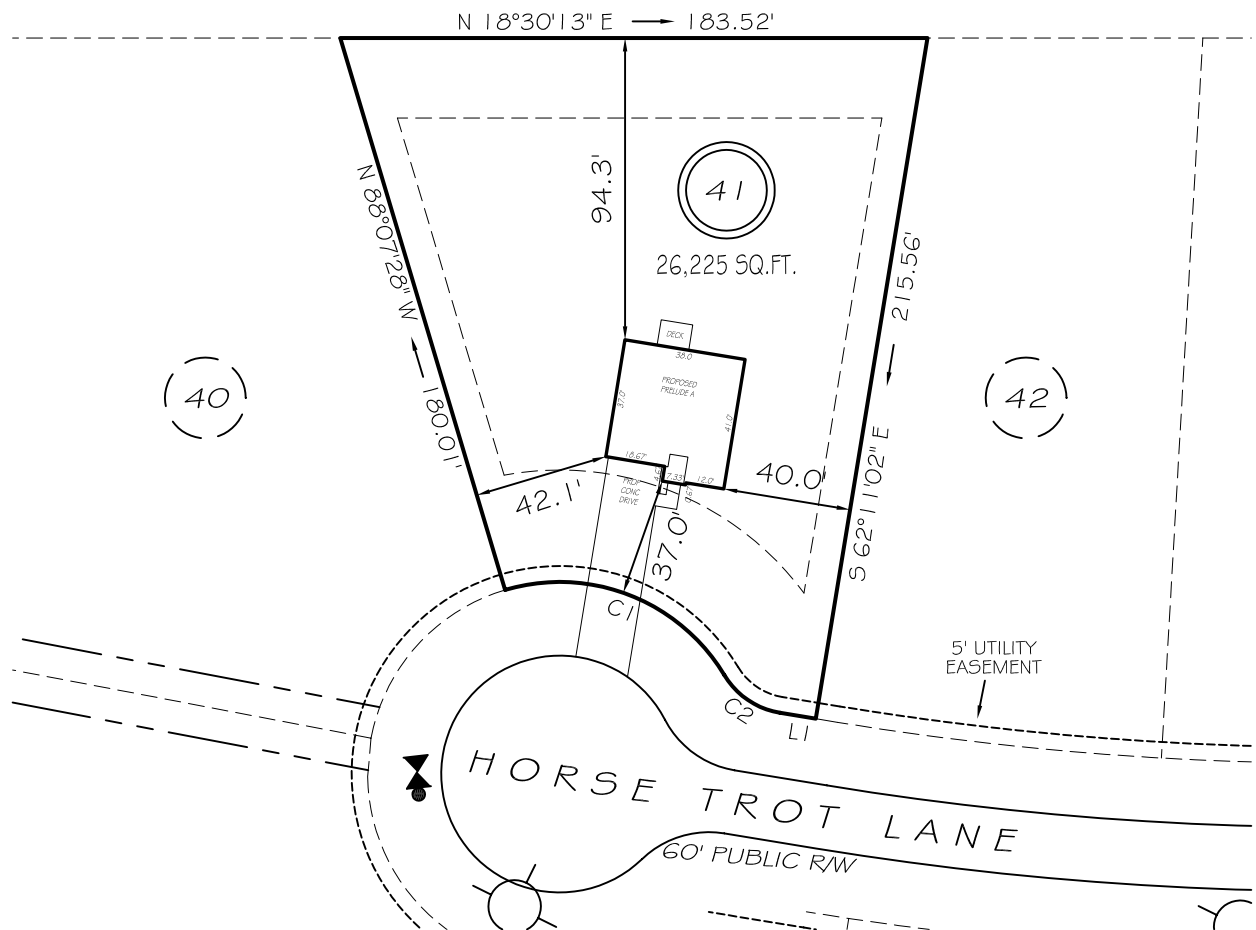 N 18°30'13" E 183.52'
94.3'
41
26,225 SQ.FT.
N 88°07'28" W 180.01'
215.56'
S 62°11'02" E
40
42
DECK
38.0
PROPOSED
PRELUDE A
37.0'
41.0'
18.67'
7.33'
12.0'
PROP
CONC
DRIVE
42.1'
40.0'
37.0'
C1
C2
L1
5' UTILITY
EASEMENT
HORSE TROT LANE
60' PUBLIC R/W